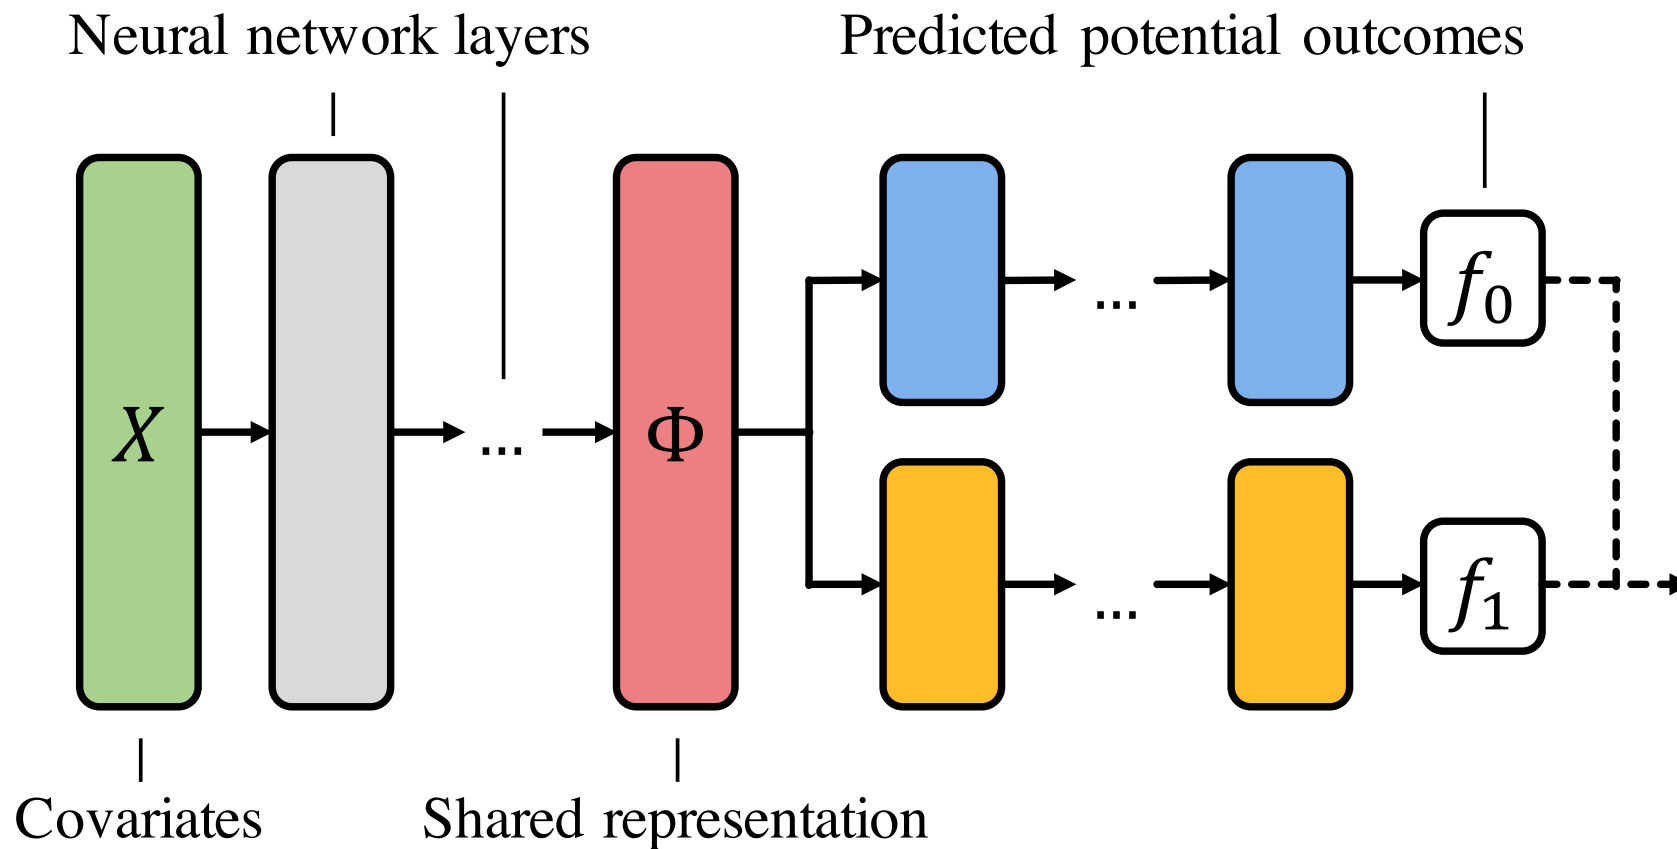 Neural network layers
Predicted potential outcomes
X
...
Φ
...
f0
...
f1
Covariates
Shared representation